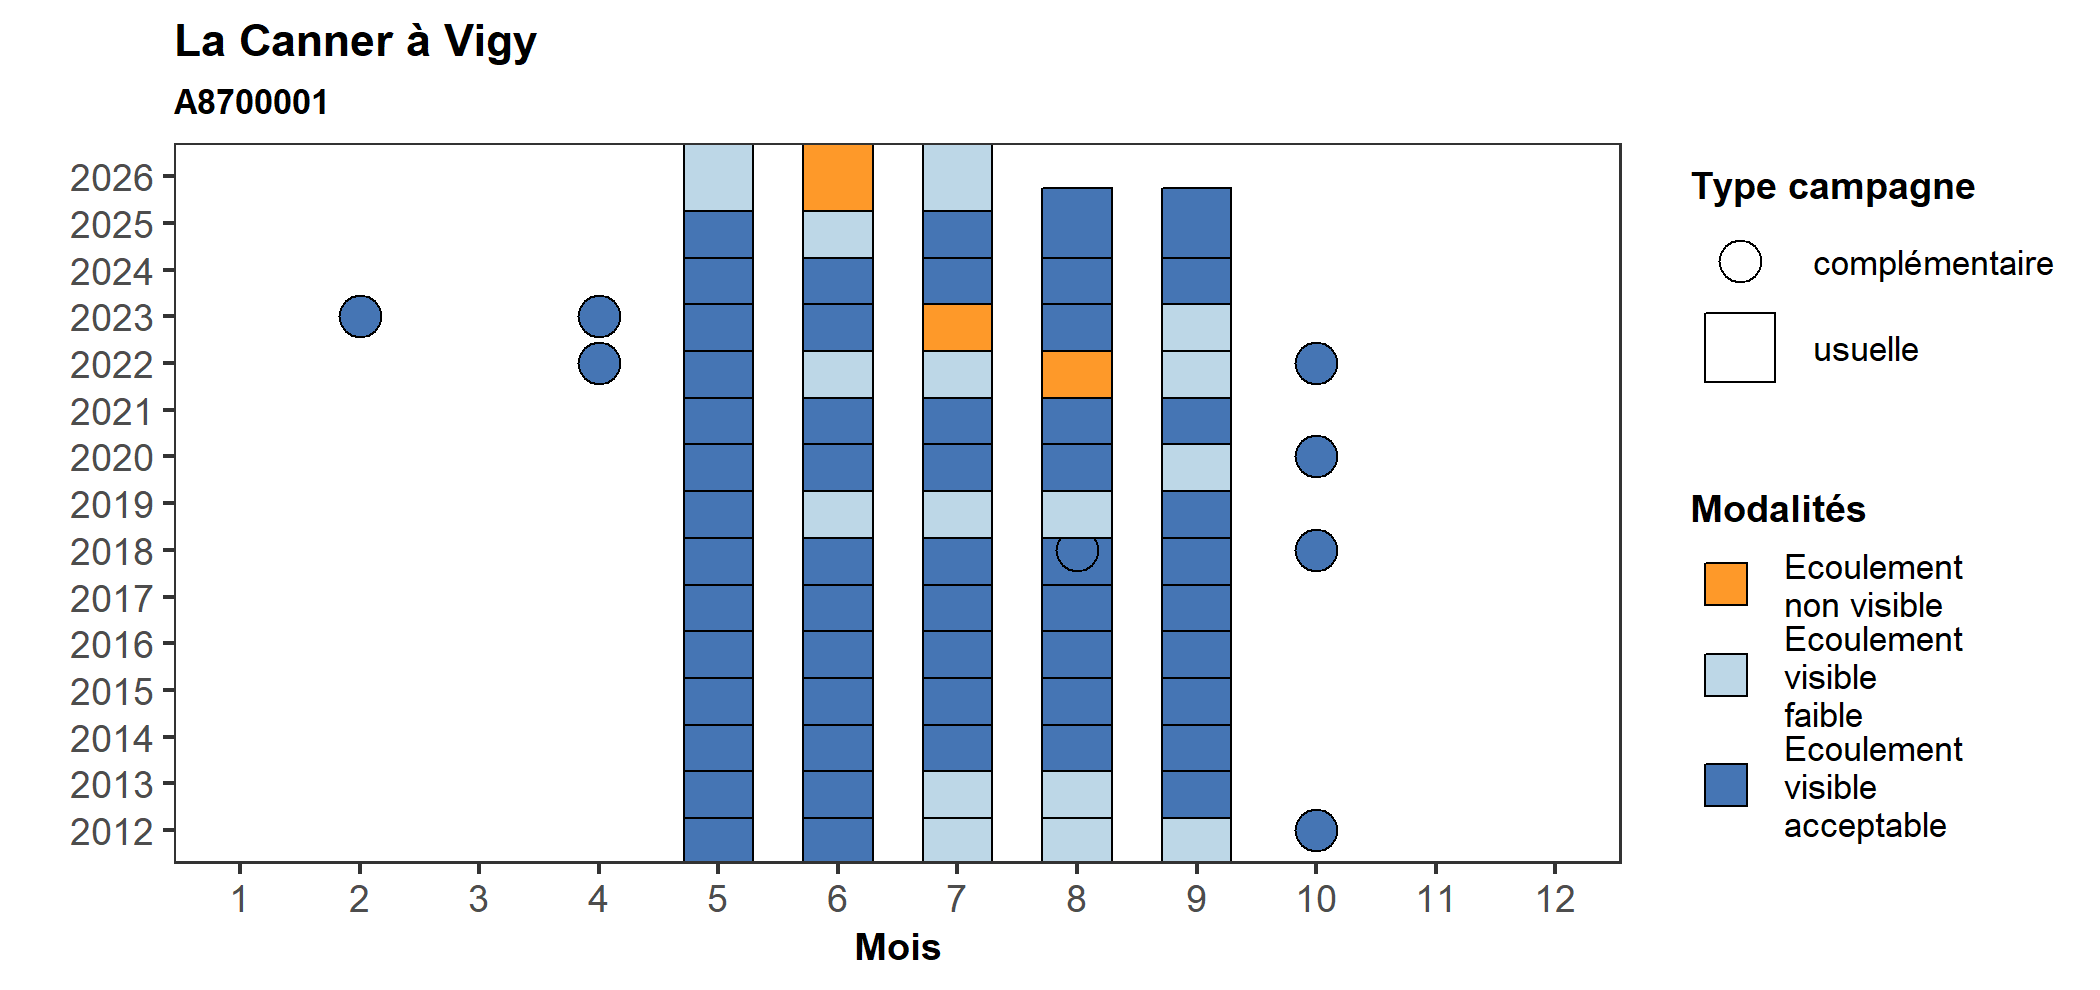 La Canner à Vigy
A8700001
2026
2025
2024
2023
2022
2021
2020
2019
2018
2017
2016
2015
2014
2013
2012
1 2 3 4 5 6 7 8 9 10 11 12
Mois
Type campagne
complémentaire
usuelle
Modalités
Ecoulement
non visible
Ecoulement
visible
faible
Ecoulement
visible
acceptable